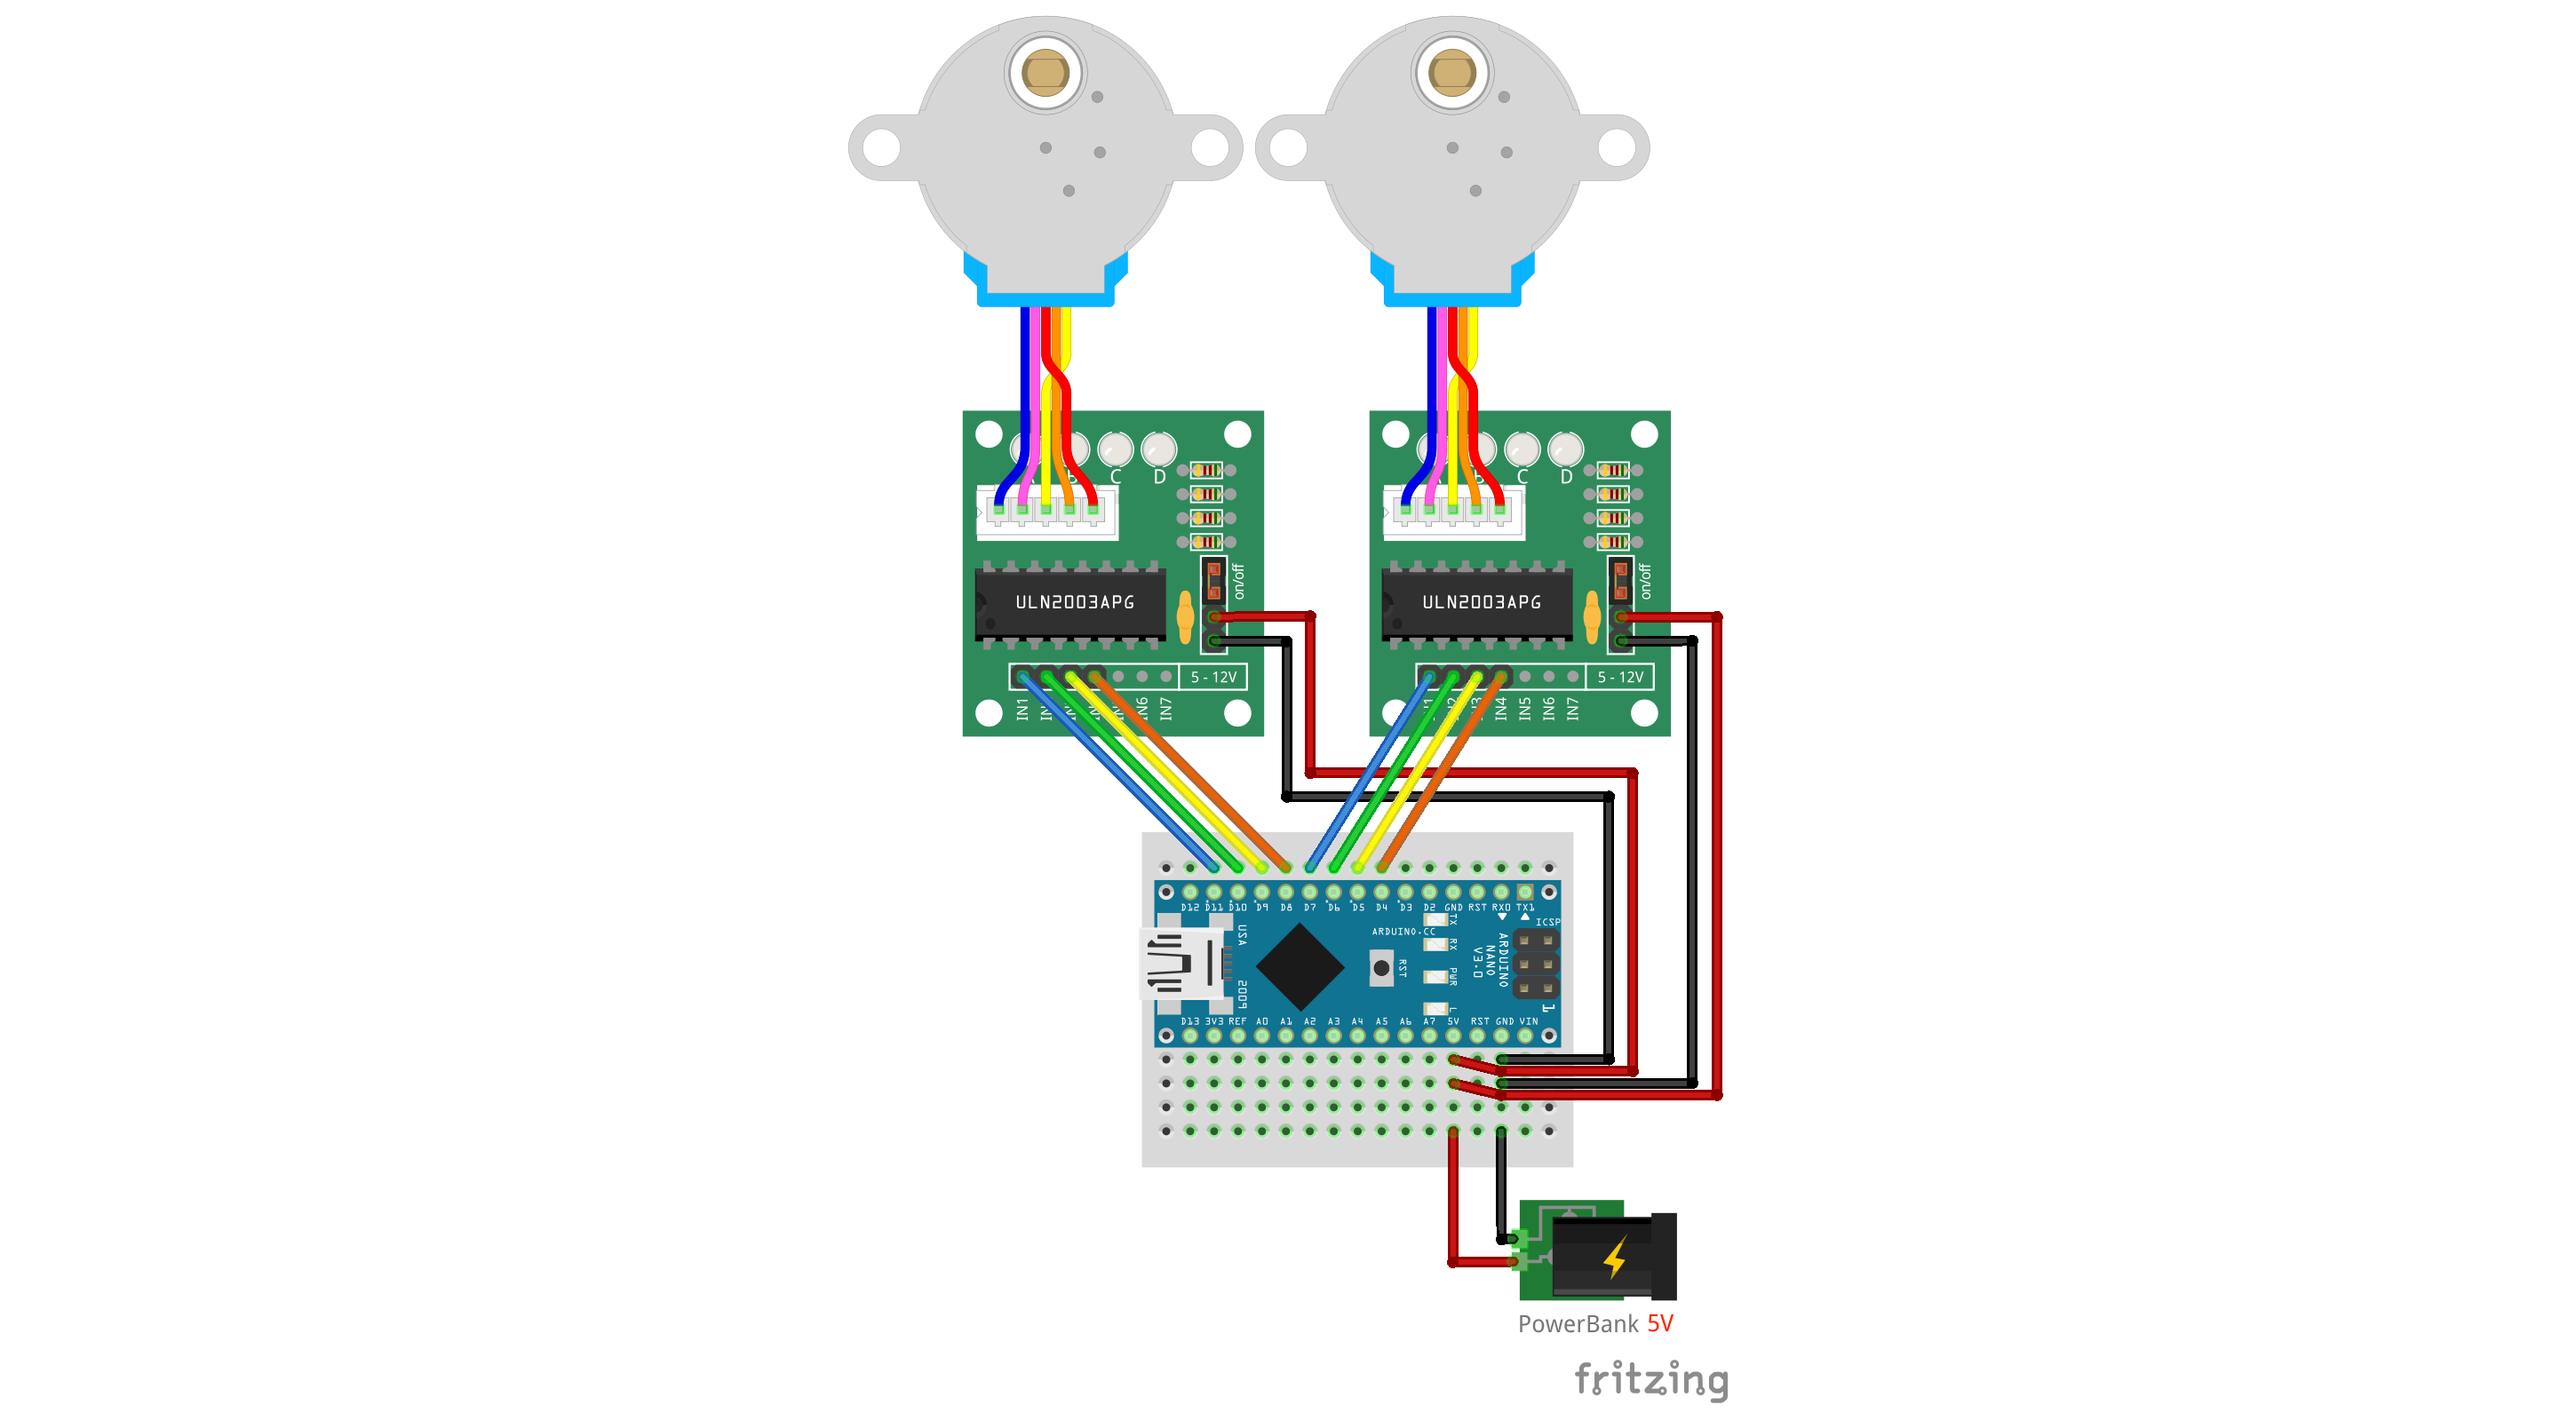 C D
C D
on/off
on/off
ULN2003APG
ULN2003APG
5 - 12V
5 - 12V
IN1 IN6 IN7
IN4 IN5 IN6 IN7
D12 D11 D10 D9 D8 D7 D6 D5 D4 D3 D2 GND RST RX0 TX1
ICSP
TX
RX
PWR
L
USA
2009
ARDUINO.CC
RST
ARDUINO
NANO
V3.0
1
D13 3V3 REF A0 A1 A2 A3 A4 A5 A6 A7 5V RST GND VIN
PowerBank 5V
fritzing